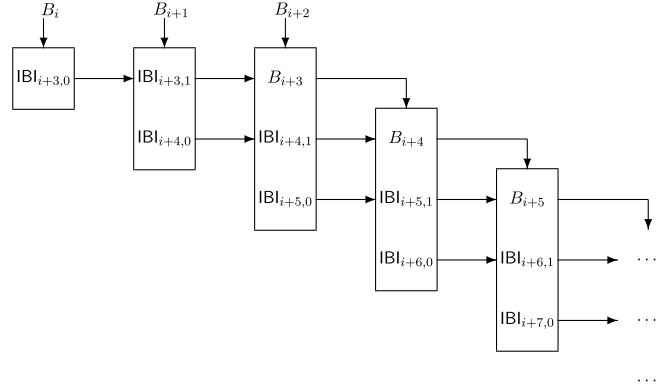 B_i B_{i+1} B_{i+2}
IBI_{i+3,0} IBI_{i+3,1} B_{i+3}
IBI_{i+4,0} IBI_{i+4,1} B_{i+4}
IBI_{i+5,0} IBI_{i+5,1} B_{i+5}
IBI_{i+6,0} IBI_{i+6,1} ...
IBI_{i+7,0} ...
...